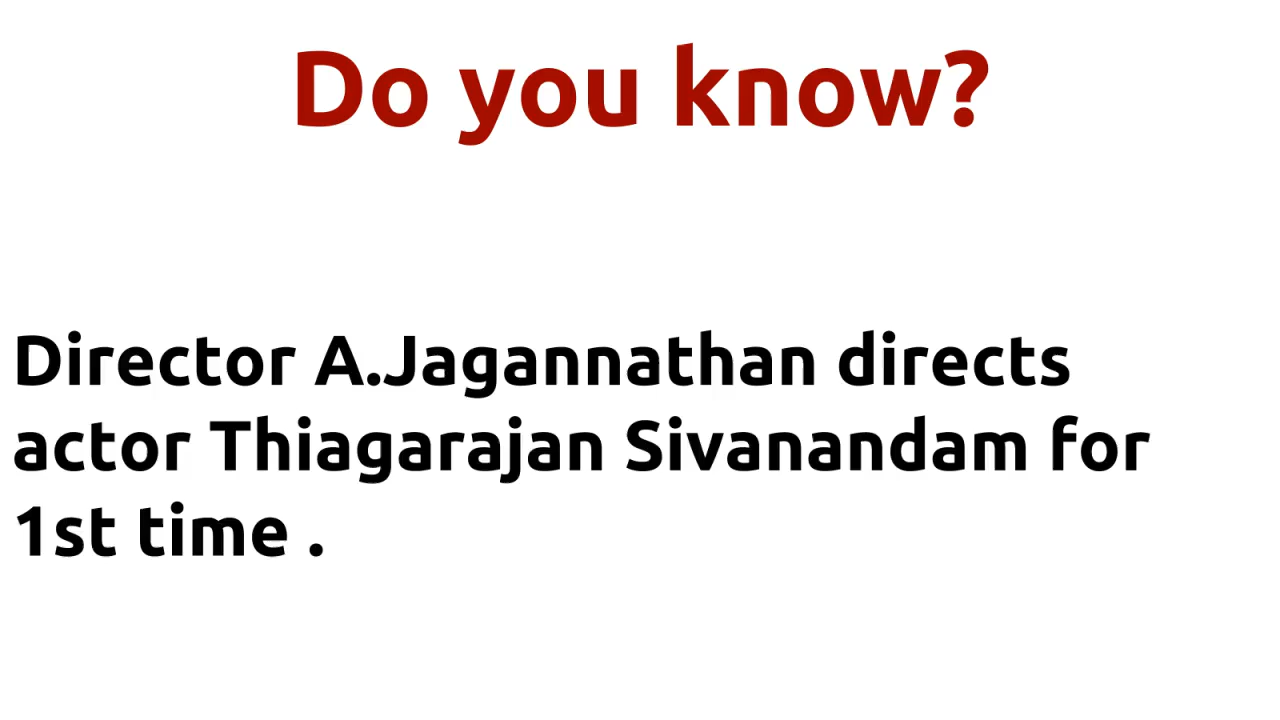 Do you know?
Director A.Jagannathan directs
actor Thiagarajan Sivanandam for
1st time .